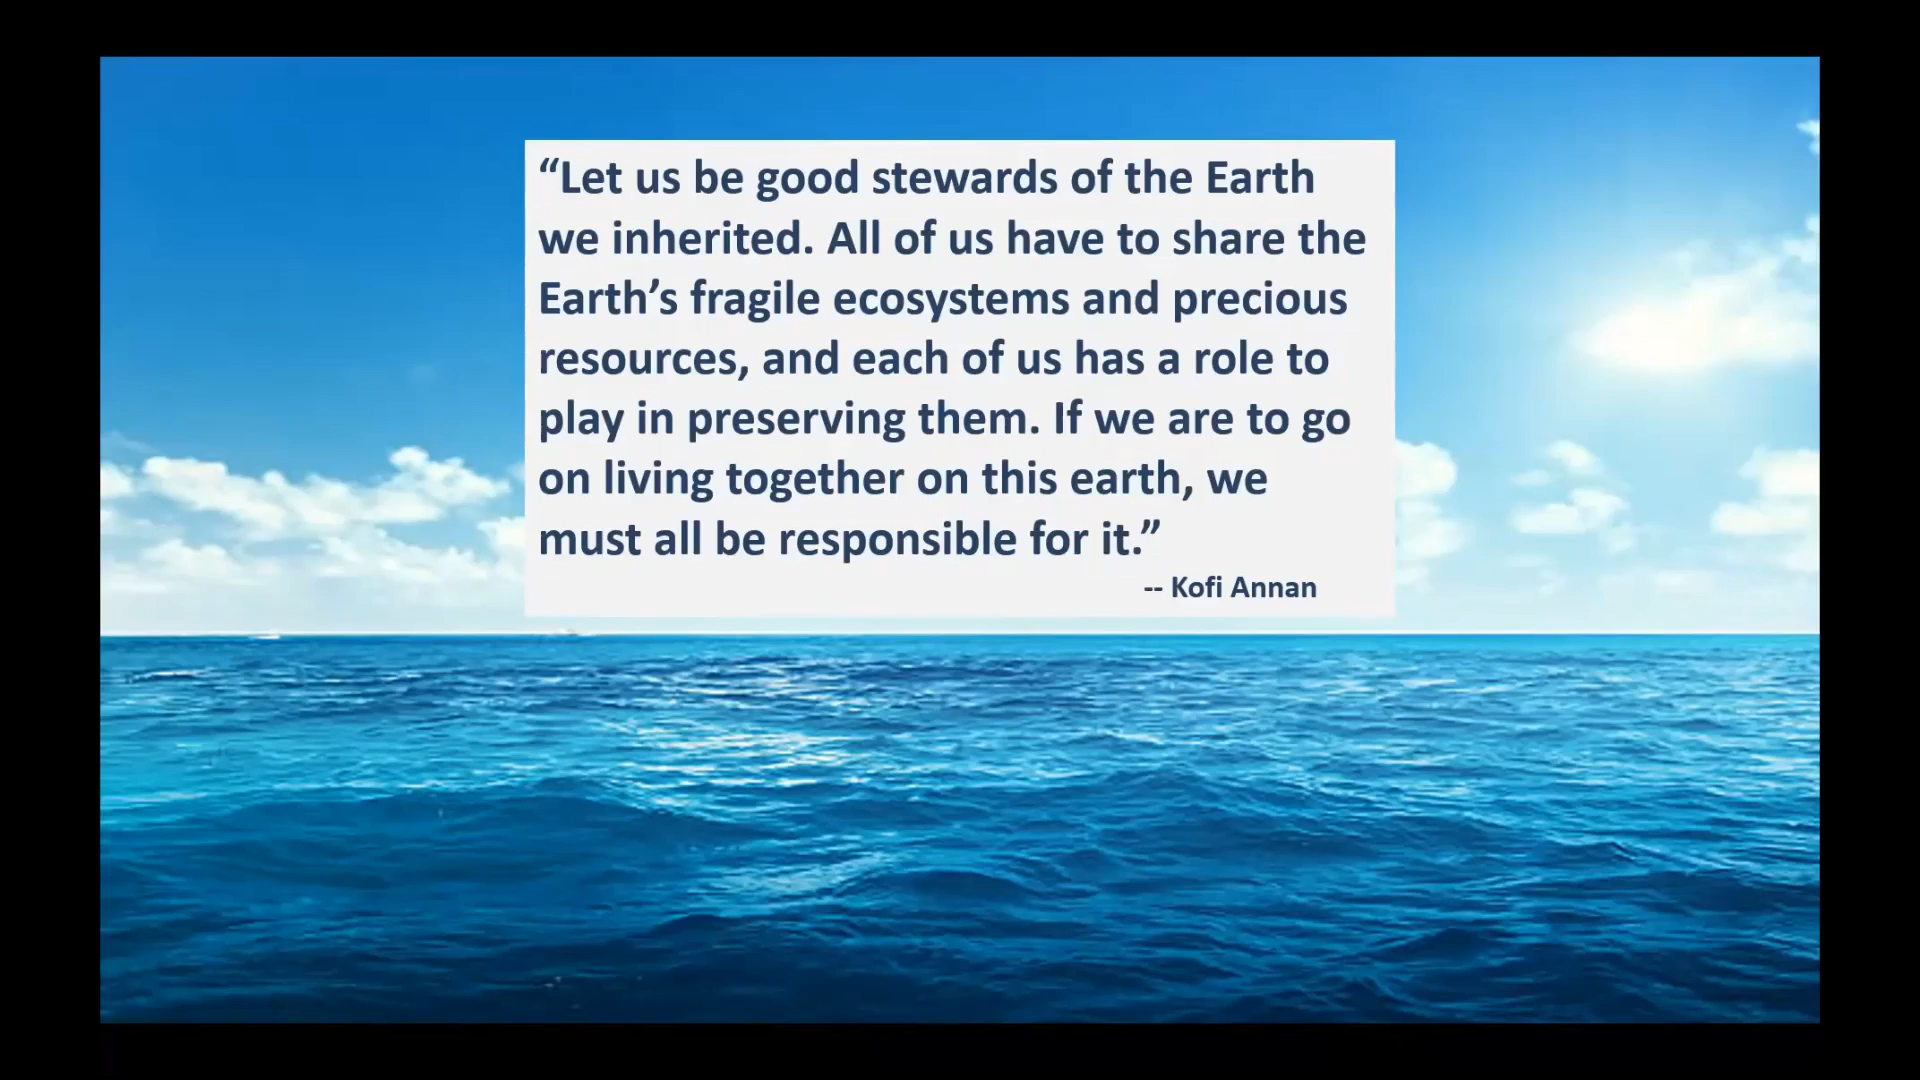 “Let us be good stewards of the Earth
we inherited. All of us have to share the
Earth’s fragile ecosystems and precious
resources, and each of us has a role to
play in preserving them. If we are to go
on living together on this earth, we
must all be responsible for it.”
-- Kofi Annan